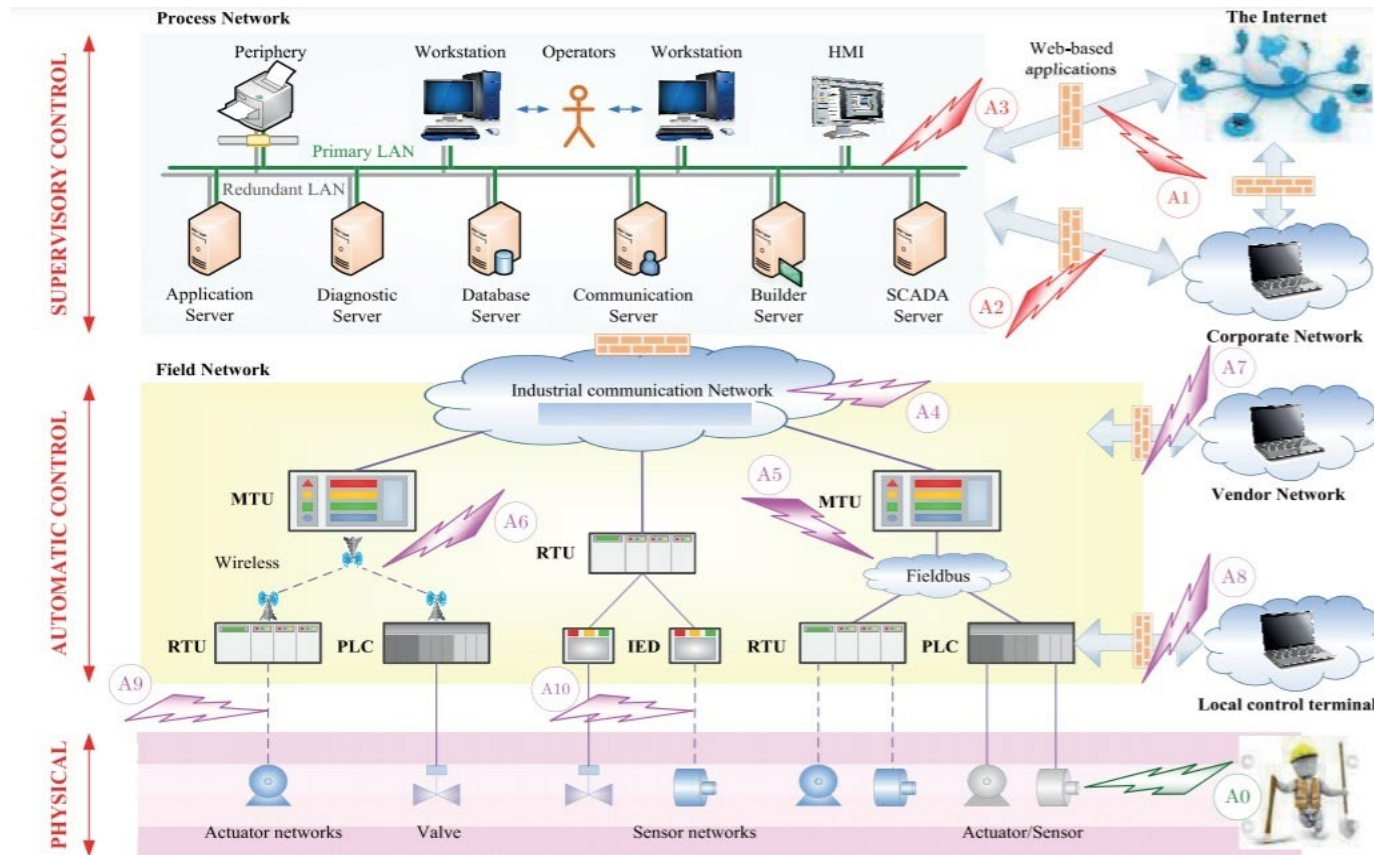 Process Network
The Internet
Periphery
Workstation
Operators
Workstation
HMI
Web-based
applications
A3
Primary LAN
Redundant LAN
A1
Application
Server
Diagnostic
Server
Database
Server
Communication
Server
Builder
Server
SCADA
Server
A2
Corporate Network
SUPERVISORY CONTROL
Field Network
Industrial communication Network
A4
A7
MTU
A6
A5
MTU
Vendor Network
RTU
Wireless
Fieldbus
A8
RTU
PLC
IED
RTU
PLC
AUTOMATIC CONTROL
A9
A10
Local control terminal
A0
Actuator networks
Valve
Sensor networks
Actuator/Sensor
PHYSICAL